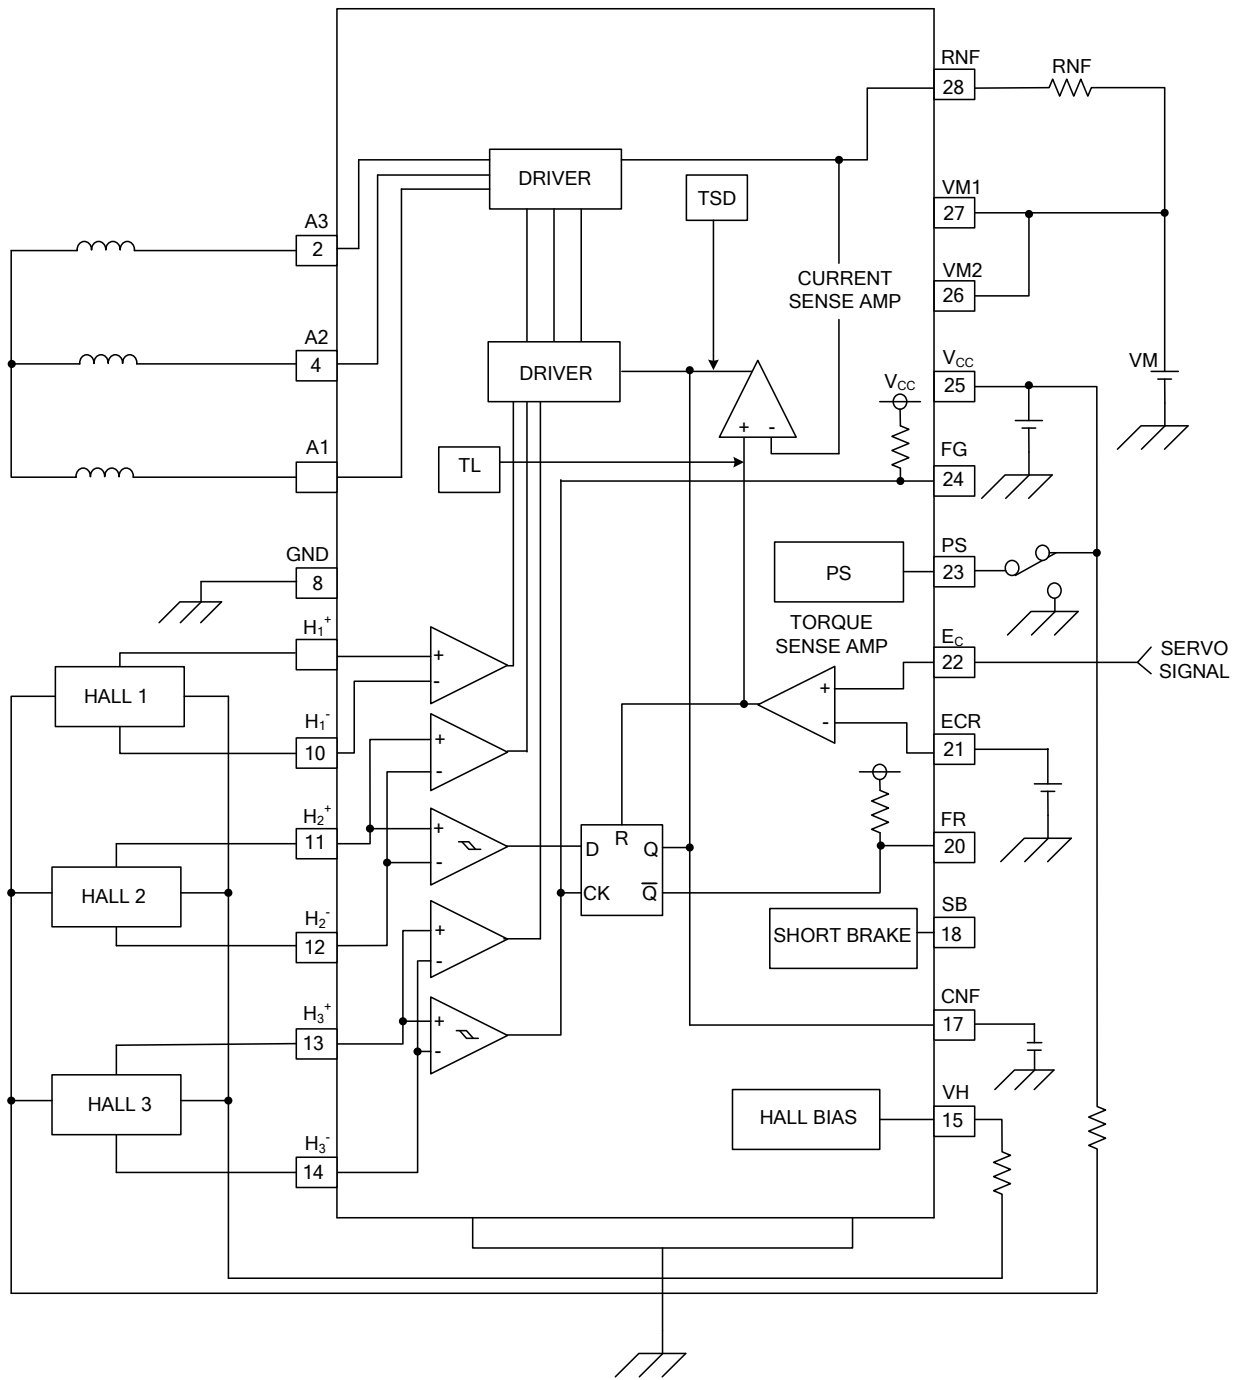 RNF
28
RNF
DRIVER
TSD
VM1
27
A3
2
CURRENT
SENSE AMP
VM2
26
A2
4
DRIVER
VCC
VCC
25
VM
+ -
A1
TL
FG
24
GND
8
PS
PS
23
H1+
+
-
TORQUE
SENSE AMP
EC
22
SERVO
SIGNAL
HALL 1
+
-
H1-
10
ECR
21
+
-
H2+
11
+
-
D
R
Q
CK
Q̅
FR
20
HALL 2
H2-
12
SHORT BRAKE
SB
18
+
-
H3+
13
+
-
CNF
17
HALL 3
HALL BIAS
VH
15
H3-
14